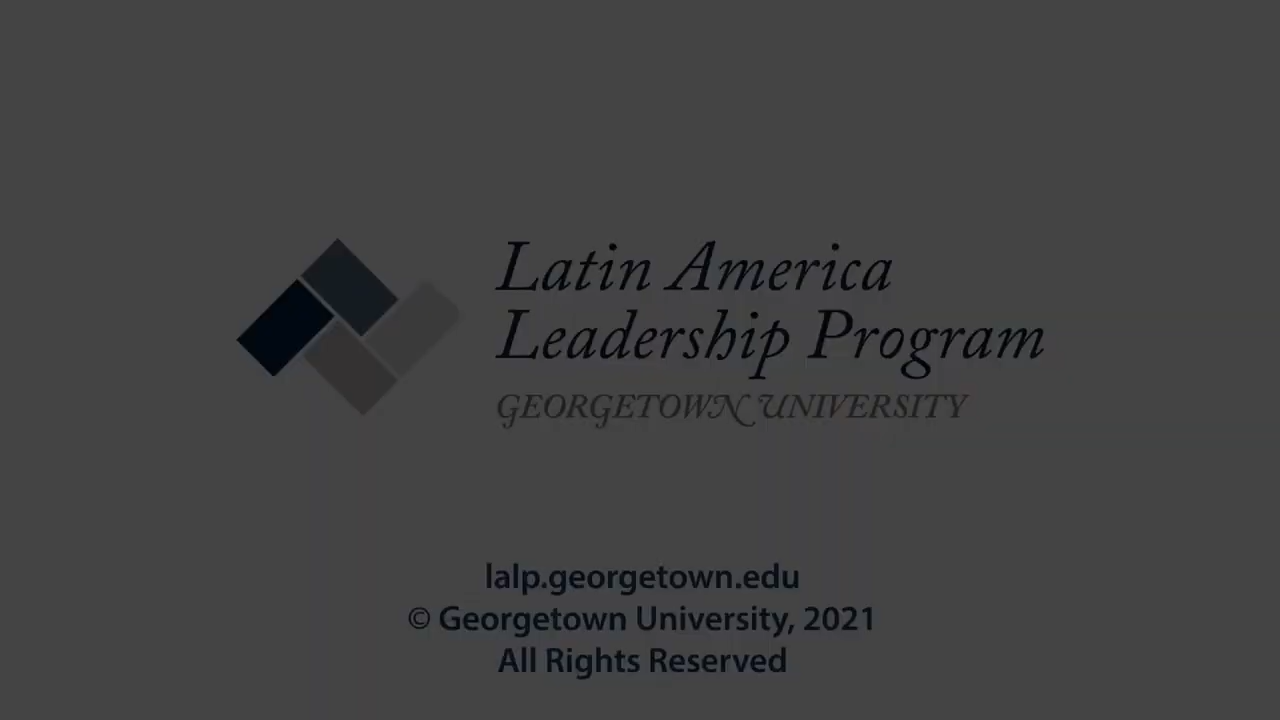 Latin America
Leadership Program
GEORGETOWN UNIVERSITY
lalp.georgetown.edu
© Georgetown University, 2021
All Rights Reserved